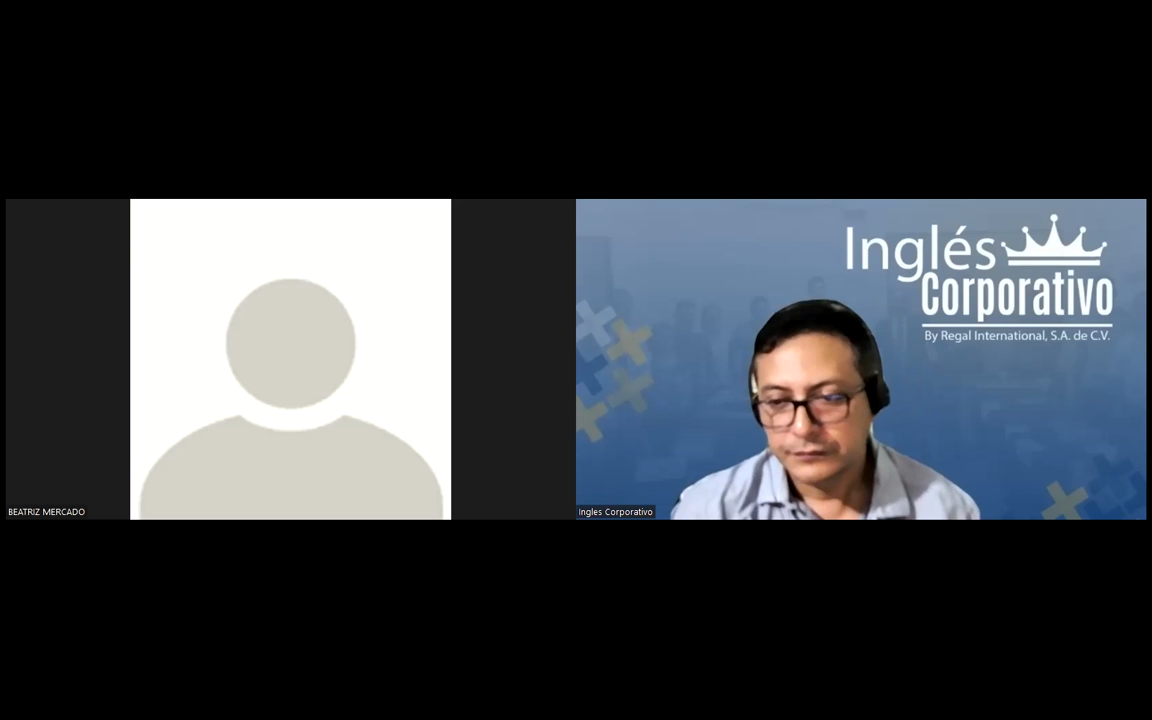 Inglés
Corporativo
By Regal International, S.A. de C.V.
BEATRIZ MERCADO
Ingles Corporativo